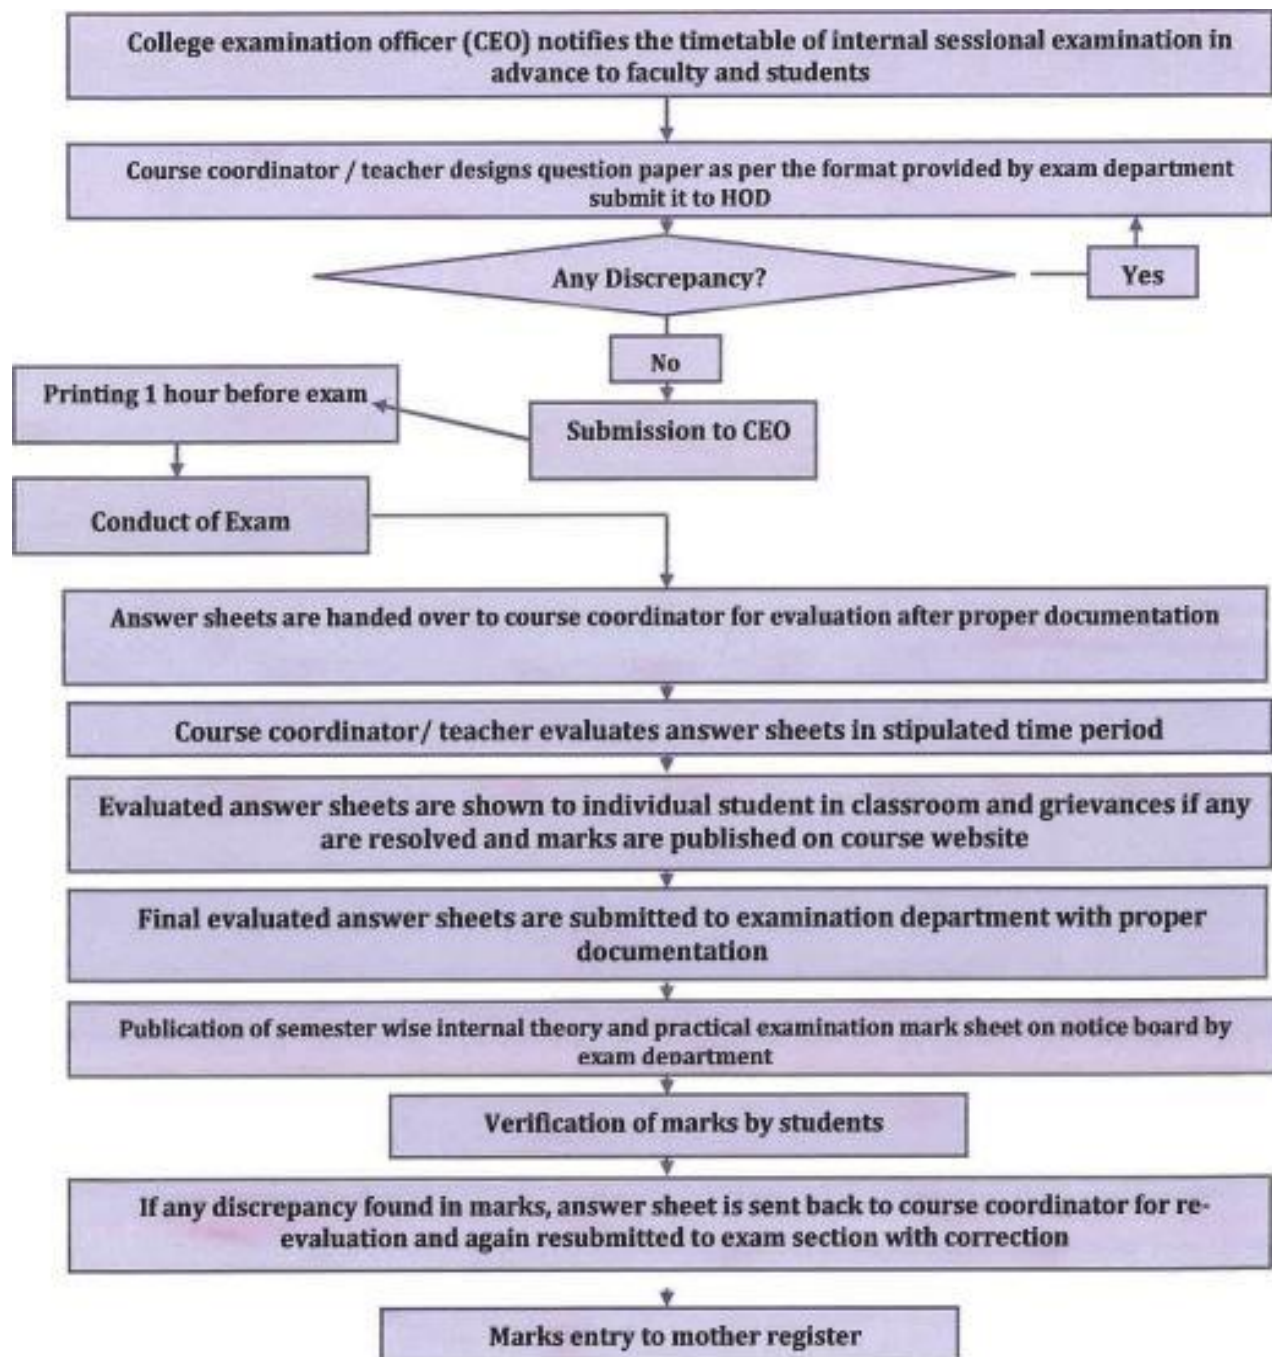 College examination officer (CEO) notifies the timetable of internal sessional examination in
advance to faculty and students
Course coordinator / teacher designs question paper as per the format provided by exam department
submit it to HOD
Any Discrepancy?
Yes
No
Printing 1 hour before exam
Submission to CEO
Conduct of Exam
Answer sheets are handed over to course coordinator for evaluation after proper documentation
Course coordinator/ teacher evaluates answer sheets in stipulated time period
Evaluated answer sheets are shown to individual student in classroom and grievances if any
are resolved and marks are published on course website
Final evaluated answer sheets are submitted to examination department with proper
documentation
Publication of semester wise internal theory and practical examination mark sheet on notice board by
exam department
Verification of marks by students
If any discrepancy found in marks, answer sheet is sent back to course coordinator for re-
evaluation and again resubmitted to exam section with correction
Marks entry to mother register